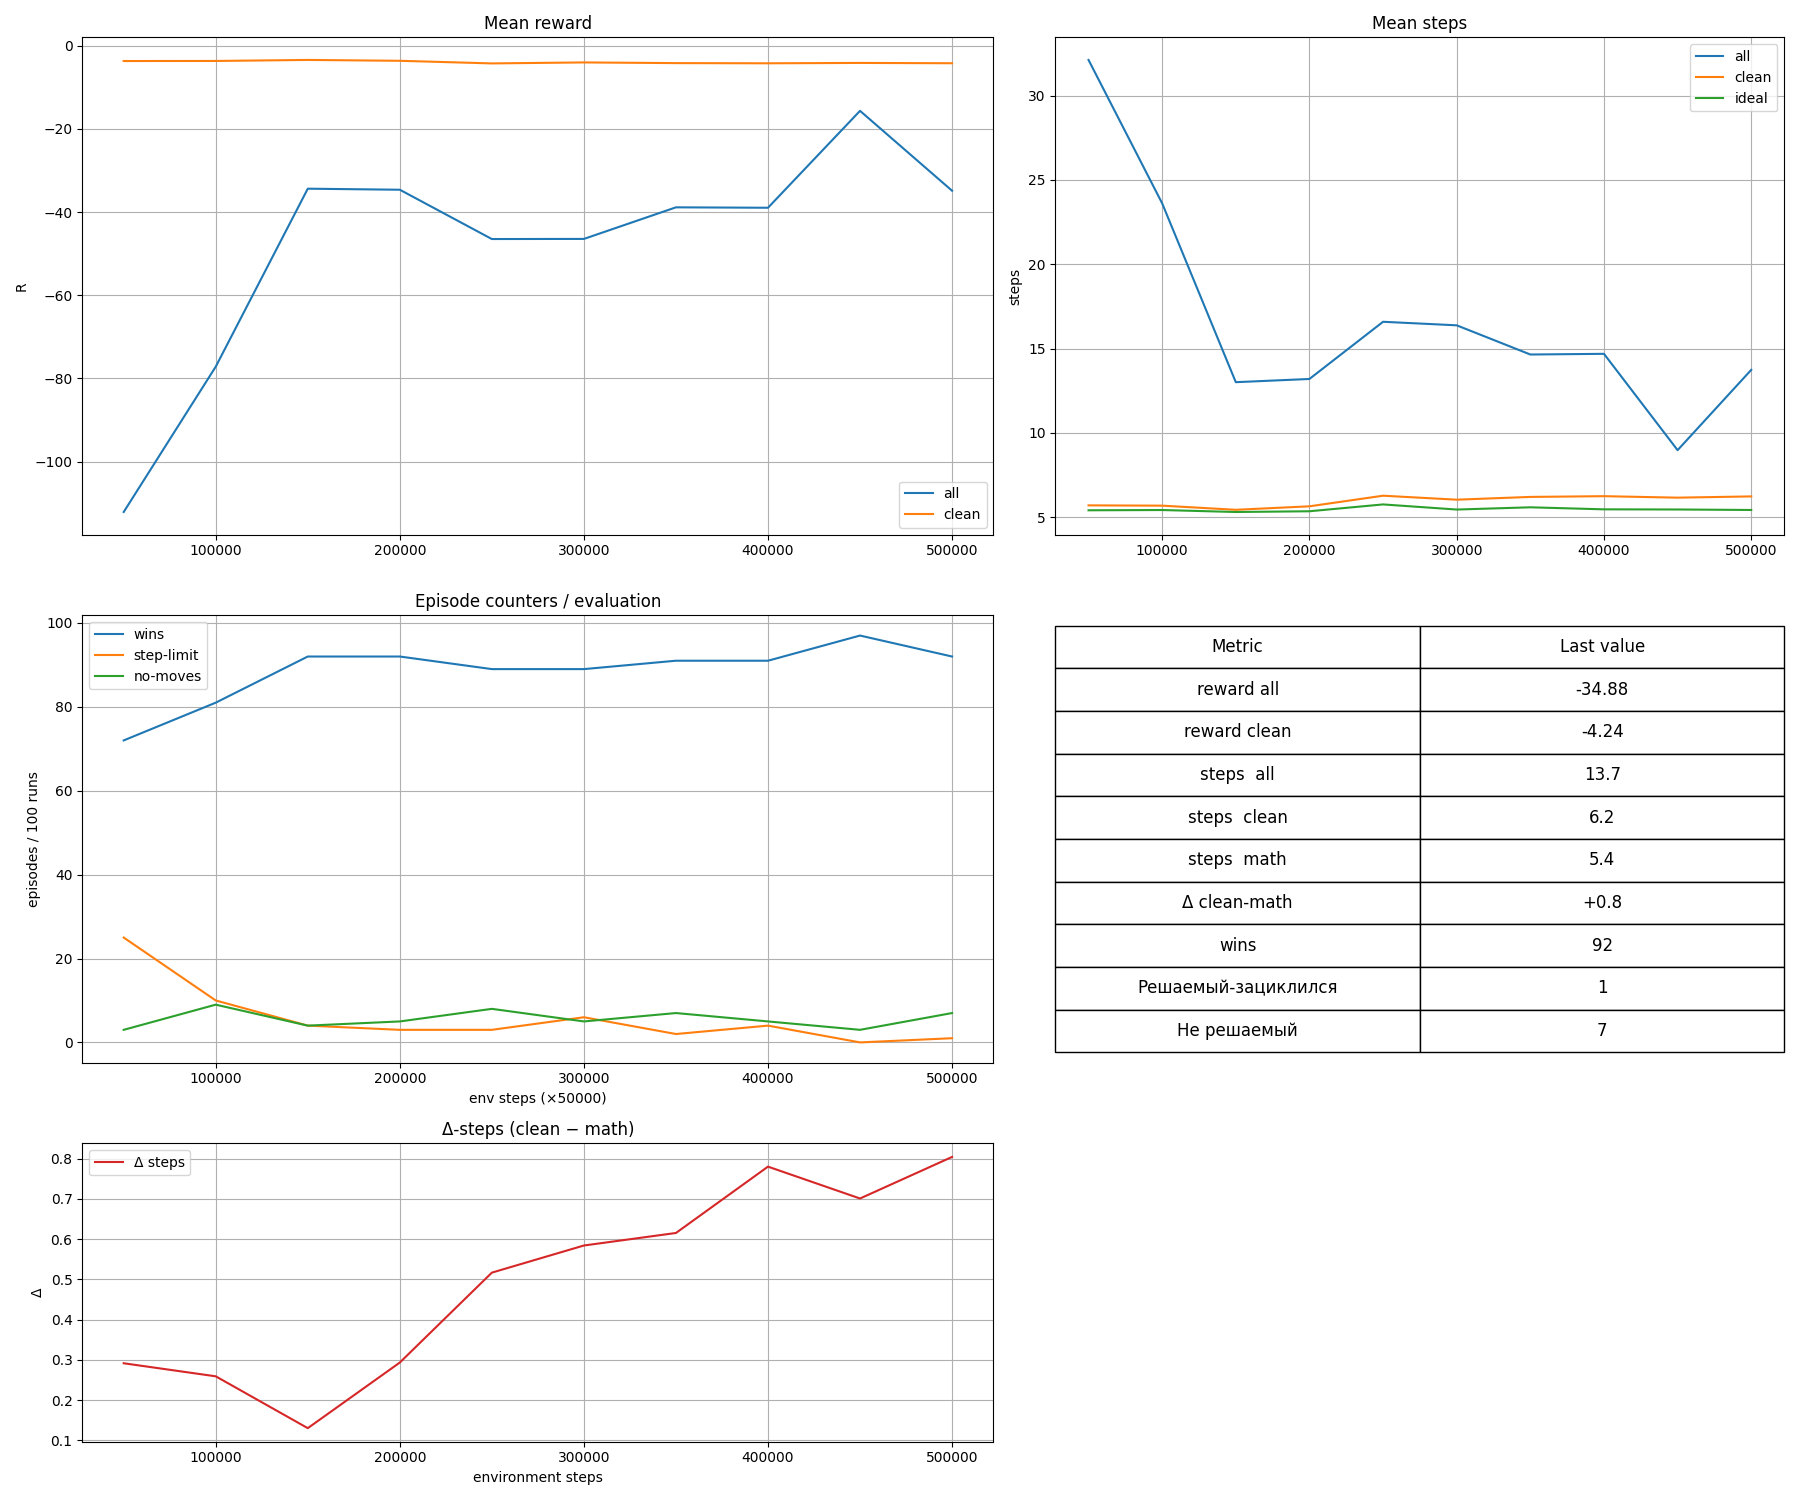 Mean reward
0
−20
−40
−60
−80
−100
R
all
clean
100000 200000 300000 400000 500000
Mean steps
30
25
20
15
10
5
steps
all
clean
ideal
100000 200000 300000 400000 500000
Episode counters / evaluation
100
80
60
40
20
0
episodes / 100 runs
wins
step-limit
no-moves
100000 200000 300000 400000 500000
env steps (×50000)
Metric Last value
reward all -34.88
reward clean -4.24
steps  all 13.7
steps  clean 6.2
steps  math 5.4
Δ clean-math +0.8
wins 92
Решаемый-зациклился 1
Не решаемый 7
Δ-steps (clean − math)
0.8
0.7
0.6
0.5
0.4
0.3
0.2
0.1
Δ
Δ steps
100000 200000 300000 400000 500000
environment steps